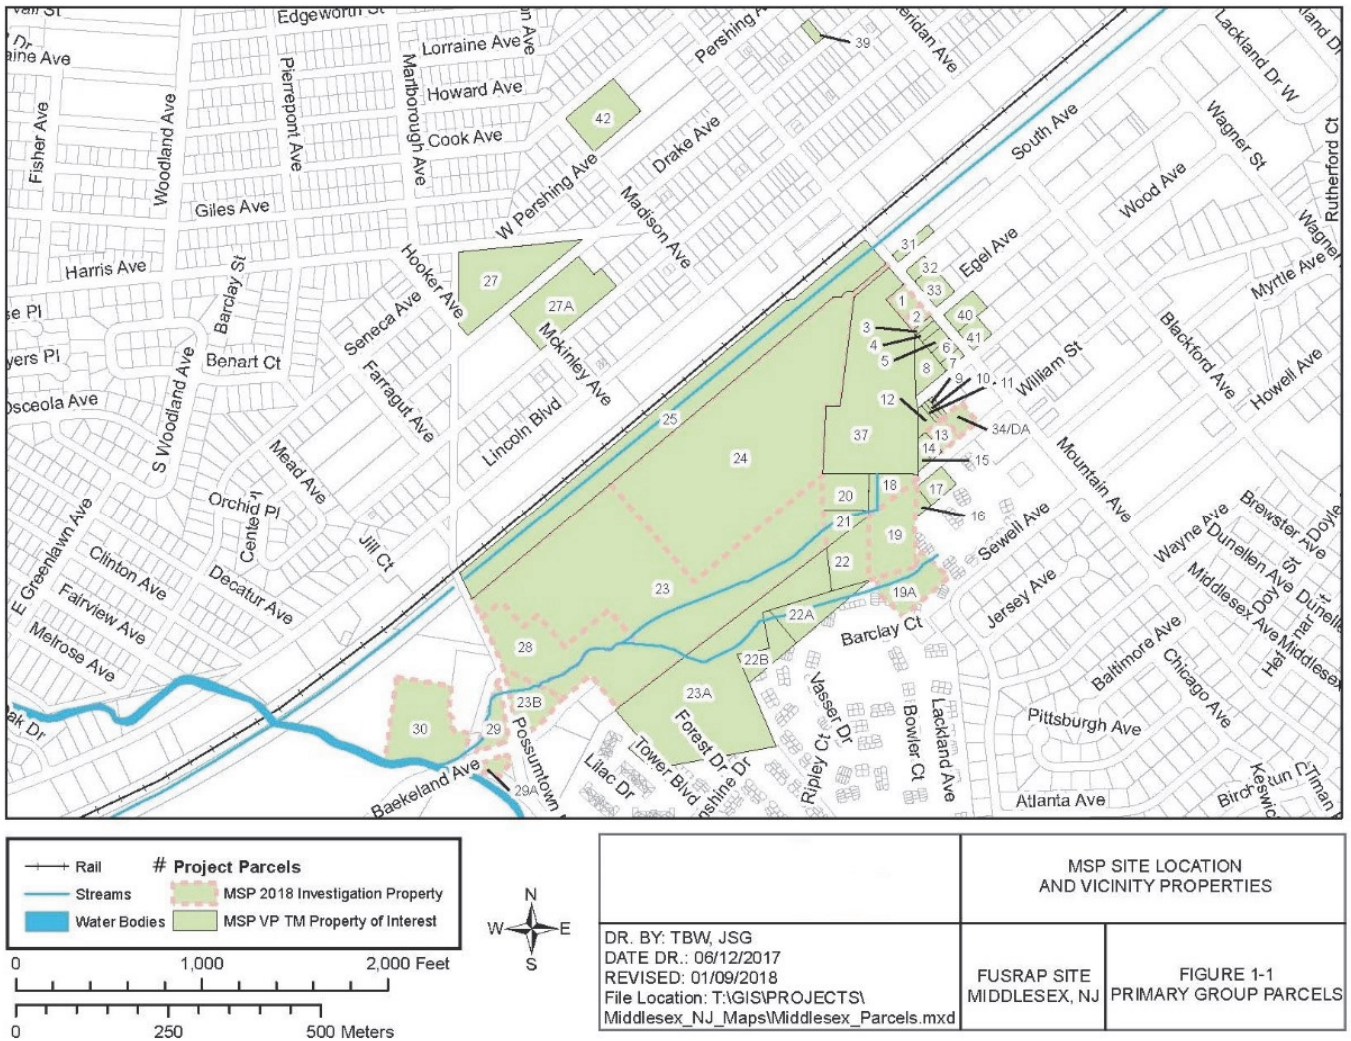 Edgeworth St
Lorraine Ave
Howard Ave
Cook Ave
Giles Ave
Harris Ave
Fisher Ave
Woodland Ave
Pierrepont Ave
Marlborough Ave
W Pershing Ave
Drake Ave
Madison Ave
39
42
South Ave
Lackland Dr W
Wagner St
Rutherford Ct
Wood Ave
Myrtle Ave
Egel Ave
Blackford Ave
Howell Ave
William St
Mountain Ave
Hooker Ave
Seneca Ave
Barclay St
Benart Ct
Farragut Ave
Mckinley Ave
Lincoln Blvd
Osceola Ave
S Woodland Ave
Mead Ave
Orchid Pl
Jill Ct
E Greenlawn Ave
Clinton Ave
Decatur Ave
Fairview Ave
Melrose Ave
27
27A
31
32
33
1
2
40
41
3
4
5
6
7
8
9
10
11
12
34/DA
13
14
15
25
24
37
18
17
16
20
21
19
22
19A
23
22A
22B
23A
28
23B
29
30
29A
Sewell Ave
Wayne Ave
Brewster Ave
Dunellen Ave
Middlesex Ave
Jersey Ave
Baltimore Ave
Chicago Ave
Pittsburgh Ave
Atlanta Ave
Barclay Ct
Vasser Dr
Ripley Ct
Bowler Ct
Lackland Ave
Forest Dr
Tower Blvd
Lilac Dr
Possumtown
Baekeland Ave
Rail
Streams
Water Bodies
# Project Parcels
MSP 2018 Investigation Property
MSP VP TM Property of Interest
N
W E
S
0 1,000 2,000 Feet
0 250 500 Meters
MSP SITE LOCATION
AND VICINITY PROPERTIES
DR. BY: TBW, JSG
DATE DR.: 06/12/2017
REVISED: 01/09/2018
File Location: T:\GIS\PROJECTS\
Middlesex_NJ_Maps\Middlesex_Parcels.mxd
FUSRAP SITE
MIDDLESEX, NJ
FIGURE 1-1
PRIMARY GROUP PARCELS